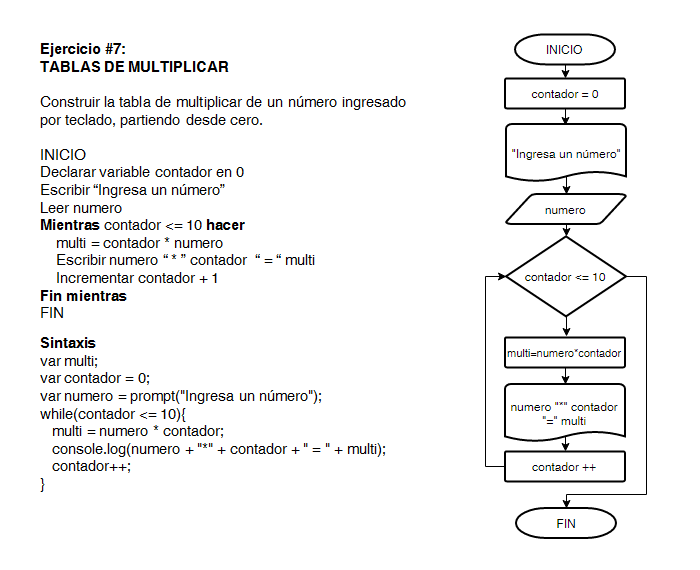 Ejercicio #7:
TABLAS DE MULTIPLICAR
Construir la tabla de multiplicar de un número ingresado
por teclado, partiendo desde cero.
INICIO
Declarar variable contador en 0
Escribir “Ingresa un número”
Leer numero
Mientras contador <= 10 hacer
multi = contador * numero
Escribir numero “ * ” contador “ = “ multi
Incrementar contador + 1
Fin mientras
FIN
Sintaxis
var multi;
var contador = 0;
var numero = prompt("Ingresa un número");
while(contador <= 10){
multi = numero * contador;
console.log(numero + "*" + contador + " = " + multi);
contador++;
}
INICIO
contador = 0
"Ingresa un número"
numero
contador <= 10
multi=numero*contador
numero "*" contador
"=" multi
contador ++
FIN